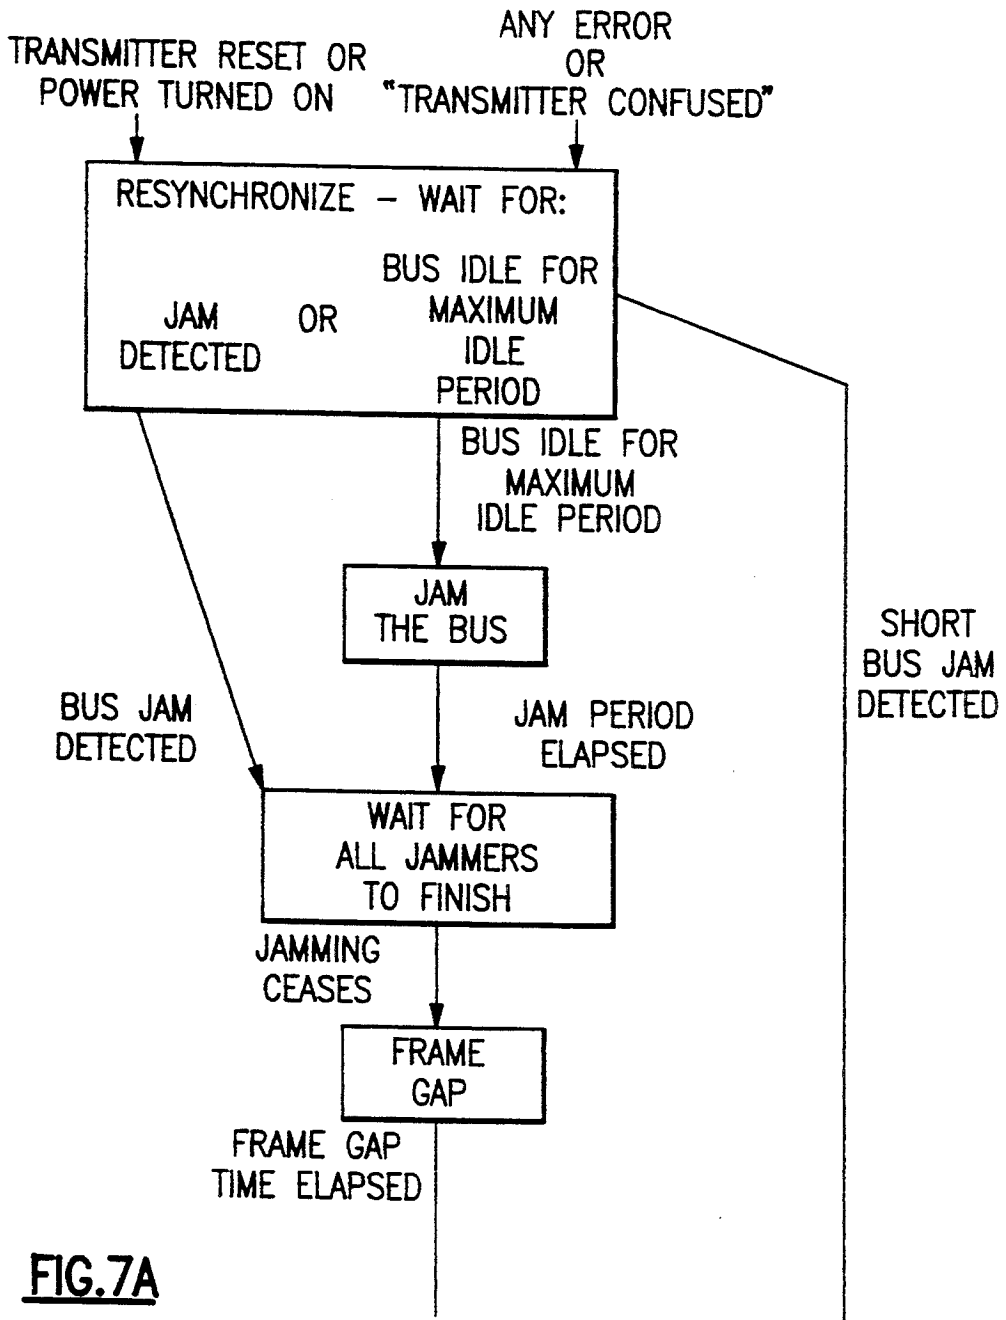 TRANSMITTER RESET OR
POWER TURNED ON
ANY ERROR
OR
"TRANSMITTER CONFUSED"
RESYNCHRONIZE – WAIT FOR:
JAM
DETECTED
OR
BUS IDLE FOR
MAXIMUM
IDLE
PERIOD
BUS IDLE FOR
MAXIMUM
IDLE PERIOD
JAM
THE BUS
SHORT
BUS JAM
DETECTED
BUS JAM
DETECTED
JAM PERIOD
ELAPSED
WAIT FOR
ALL JAMMERS
TO FINISH
JAMMING
CEASES
FRAME
GAP
FRAME GAP
TIME ELAPSED
FIG.7A